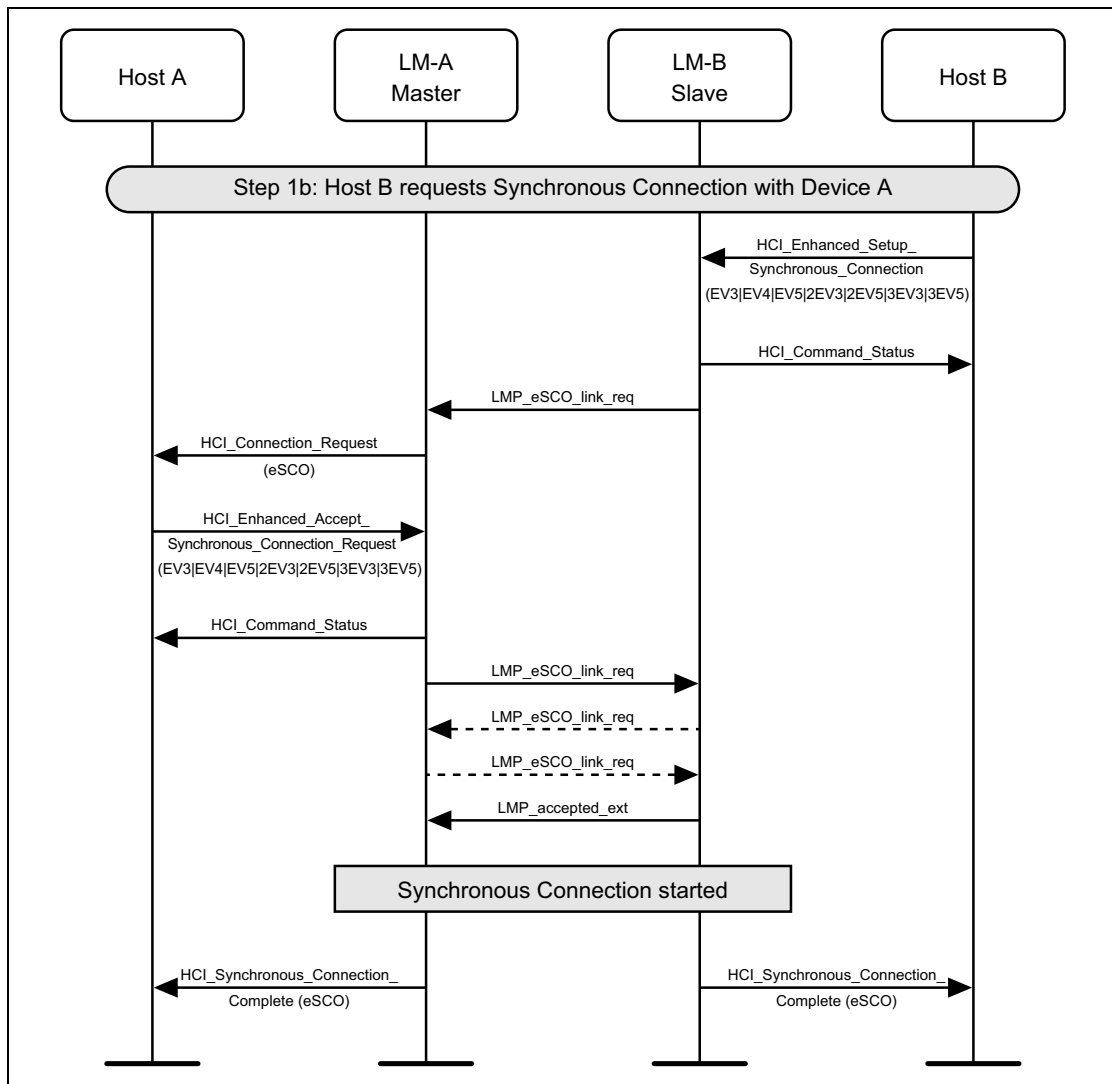 Host A
LM-A
Master
LM-B
Slave
Host B
Step 1b: Host B requests Synchronous Connection with Device A
HCI_Enhanced_Setup_
Synchronous_Connection
(EV3|EV4|EV5|2EV3|2EV5|3EV3|3EV5)
HCI_Command_Status
LMP_eSCO_link_req
HCI_Connection_Request
(eSCO)
HCI_Enhanced_Accept_
Synchronous_Connection_Request
(EV3|EV4|EV5|2EV3|2EV5|3EV3|3EV5)
HCI_Command_Status
LMP_eSCO_link_req
LMP_eSCO_link_req
LMP_eSCO_link_req
LMP_accepted_ext
Synchronous Connection started
HCI_Synchronous_Connection_
Complete (eSCO)
HCI_Synchronous_Connection_
Complete (eSCO)